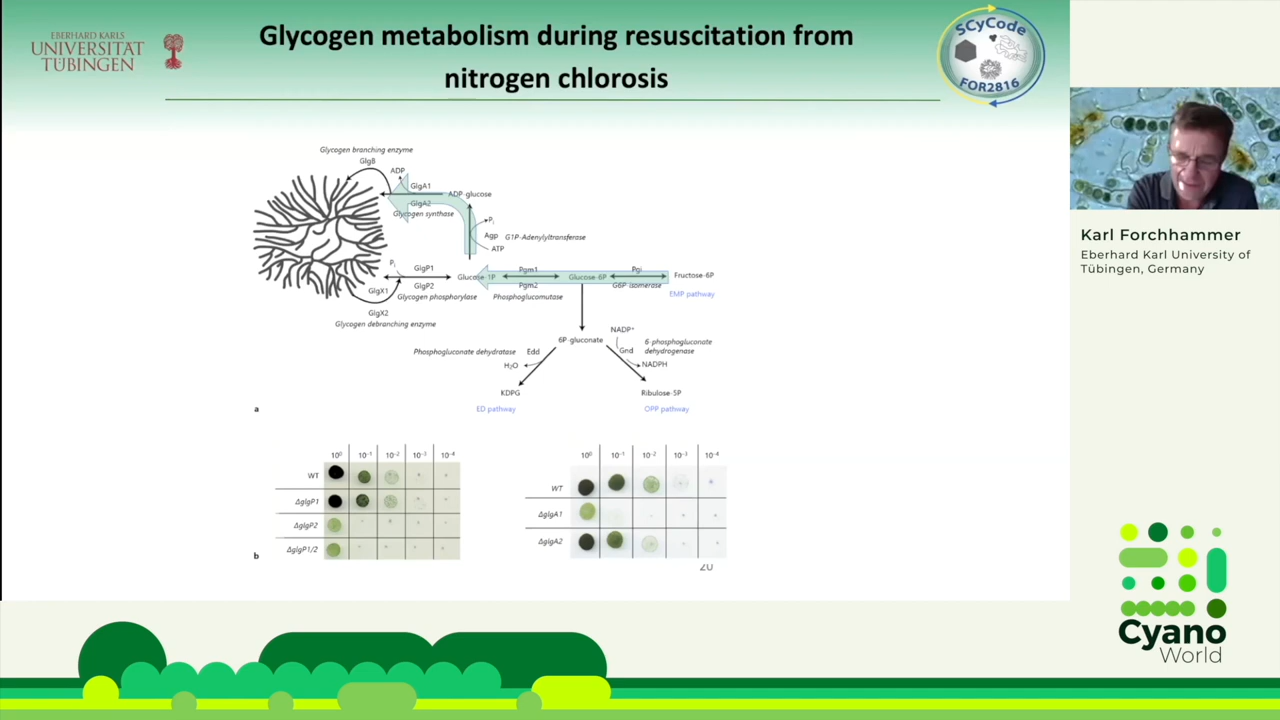 EBERHARD KARLS
UNIVERSITÄT
TÜBINGEN
Glycogen metabolism during resuscitation from
nitrogen chlorosis
SCyCode
FOR2816
Karl Forchhammer
Eberhard Karl University of
Tübingen, Germany
Glycogen branching enzyme
GlgB
ADP
GlgA1
ADP-glucose
GlgA2
Glycogen synthase
Pi
Agp
G1P-Adenylyltransferase
ATP
Pi
GlgP1
Glucose-1P
Pgm1
Glucose-6P
Pgi
Fructose-6P
GlgP2
Pgm2
G6P isomerase
GlgX1
Glycogen phosphorylase
Phosphoglucomutase
EMP pathway
GlgX2
Glycogen debranching enzyme
NADP⁺
6P-gluconate
6-phosphogluconate
dehydrogenase
Phosphogluconate dehydratase
Edd
Gnd
H₂O
NADPH
KDPG
Ribulose-5P
ED pathway
OPP pathway
a
10⁰ 10⁻¹ 10⁻² 10⁻³ 10⁻⁴
WT
ΔglgP1
ΔglgP2
ΔglgP1/2
b
10⁰ 10⁻¹ 10⁻² 10⁻³ 10⁻⁴
WT
ΔglgA1
ΔglgA2
20
Cyano
World